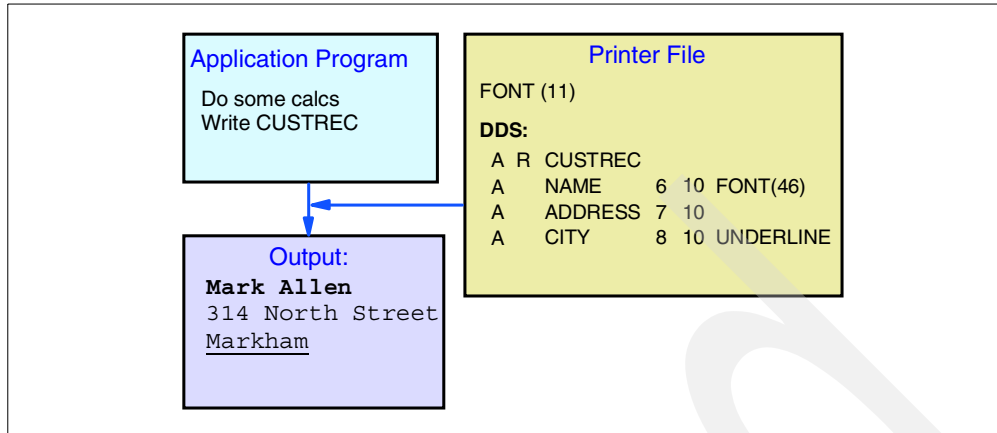 Application Program
Do some calcs
Write CUSTREC
Printer File
FONT (11)
DDS:
A R CUSTREC
A NAME 6 10 FONT(46)
A ADDRESS 7 10
A CITY 8 10 UNDERLINE
Output:
Mark Allen
314 North Street
Markham